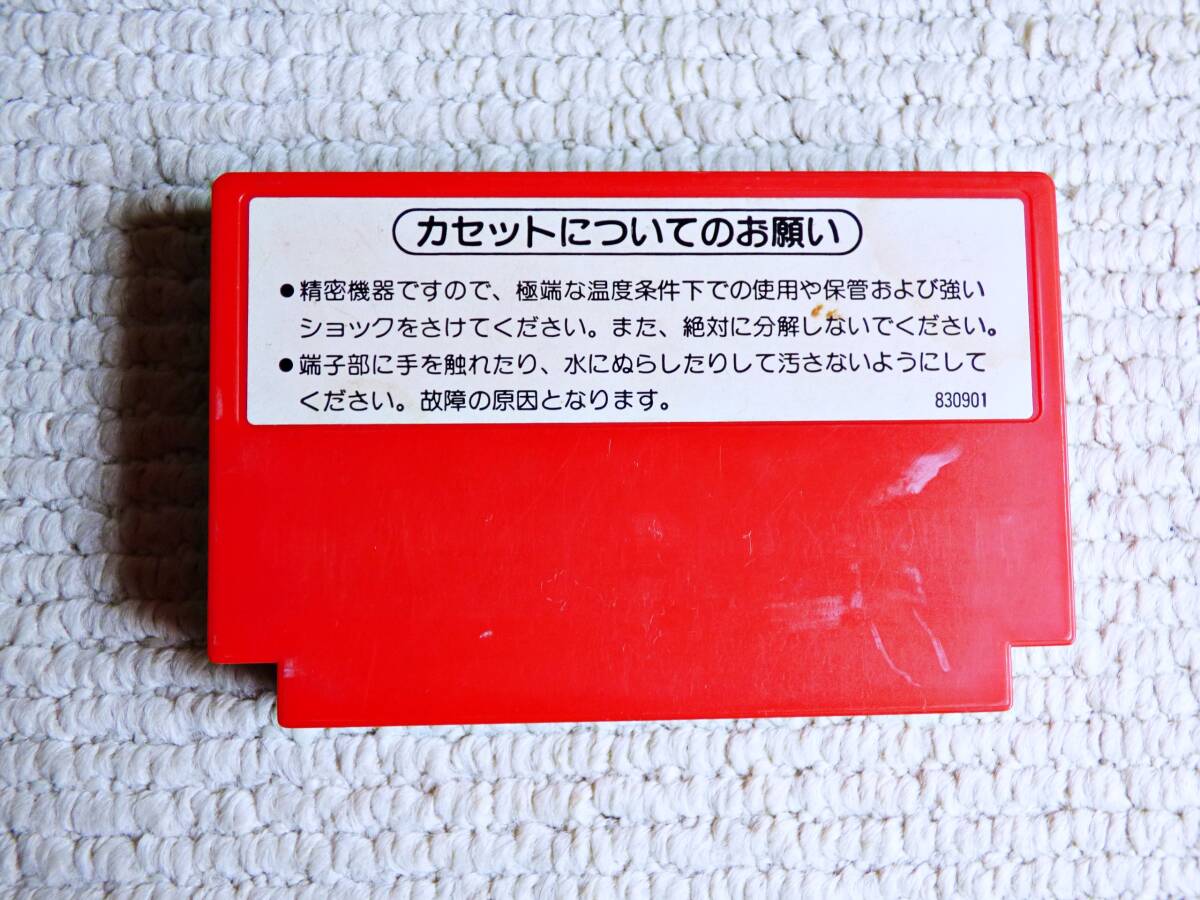 カセットについてのお願い
●精密機器ですので、極端な温度条件下での使用や保管および強い
ショックをさけてください。また、絶対に分解しないでください。
●端子部に手を触れたり、水にぬらしたりして汚さないようにして
ください。故障の原因となります。
830901